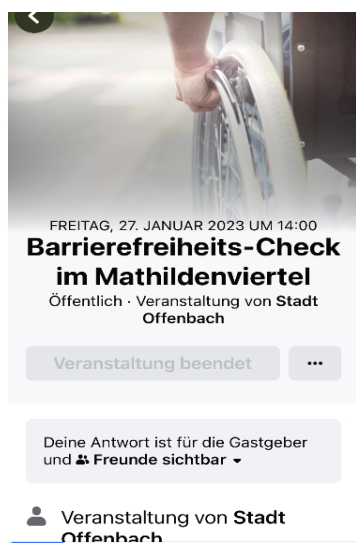 FREITAG, 27. JANUAR 2023 UM 14:00
Barrierefreiheits-Check
im Mathildenviertel
Öffentlich · Veranstaltung von Stadt
Offenbach
Veranstaltung beendet
Deine Antwort ist für die Gastgeber
und Freunde sichtbar
Veranstaltung von Stadt
Offenbach